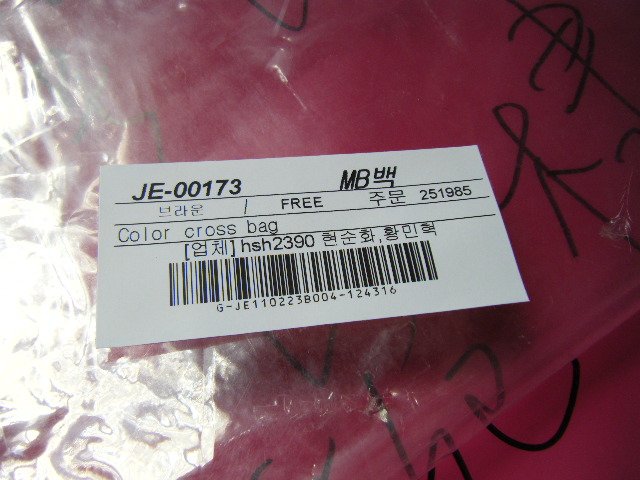 JE-00173 MB백
브라운 / FREE 주문 251985
Color cross bag
[업체] hsh2390 현순화,황민혁
G-JE110223B004-124316